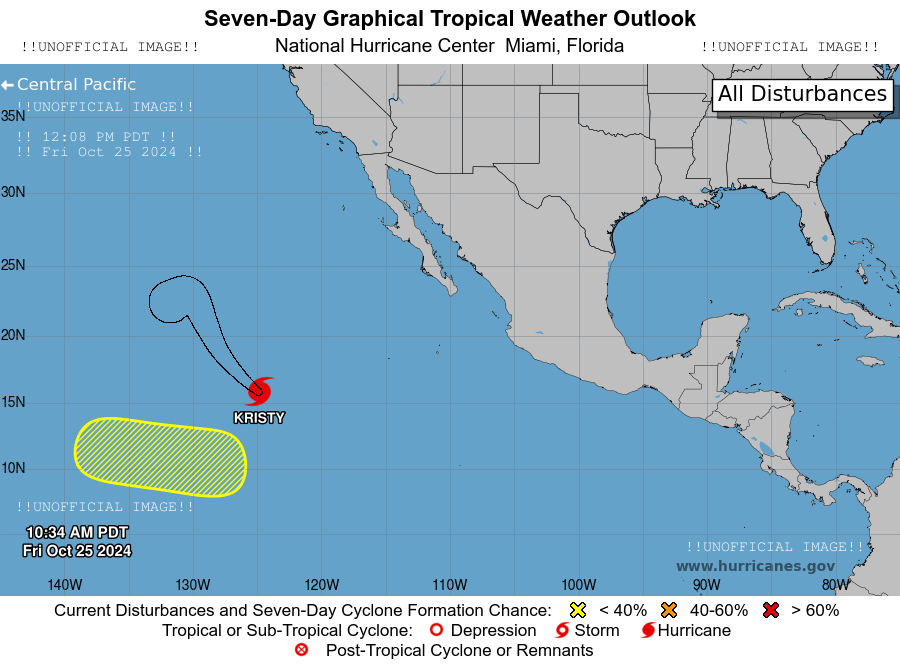 Seven-Day Graphical Tropical Weather Outlook
!!UNOFFICIAL IMAGE!! National Hurricane Center Miami, Florida !!UNOFFICIAL IMAGE!!
Central Pacific
All Disturbances
!!UNOFFICIAL IMAGE!!
35N
!! 12:08 PM PDT !!
!! Fri Oct 25 2024 !!
30N
25N
20N
15N
KRISTY
10N
!!UNOFFICIAL IMAGE!!
10:34 AM PDT
Fri Oct 25 2024
!!UNOFFICIAL IMAGE!!
www.hurricanes.gov
140W 130W 120W 110W 100W 90W 80W
Current Disturbances and Seven-Day Cyclone Formation Chance: < 40% 40-60% > 60%
Tropical or Sub-Tropical Cyclone: Depression Storm Hurricane
Post-Tropical Cyclone or Remnants